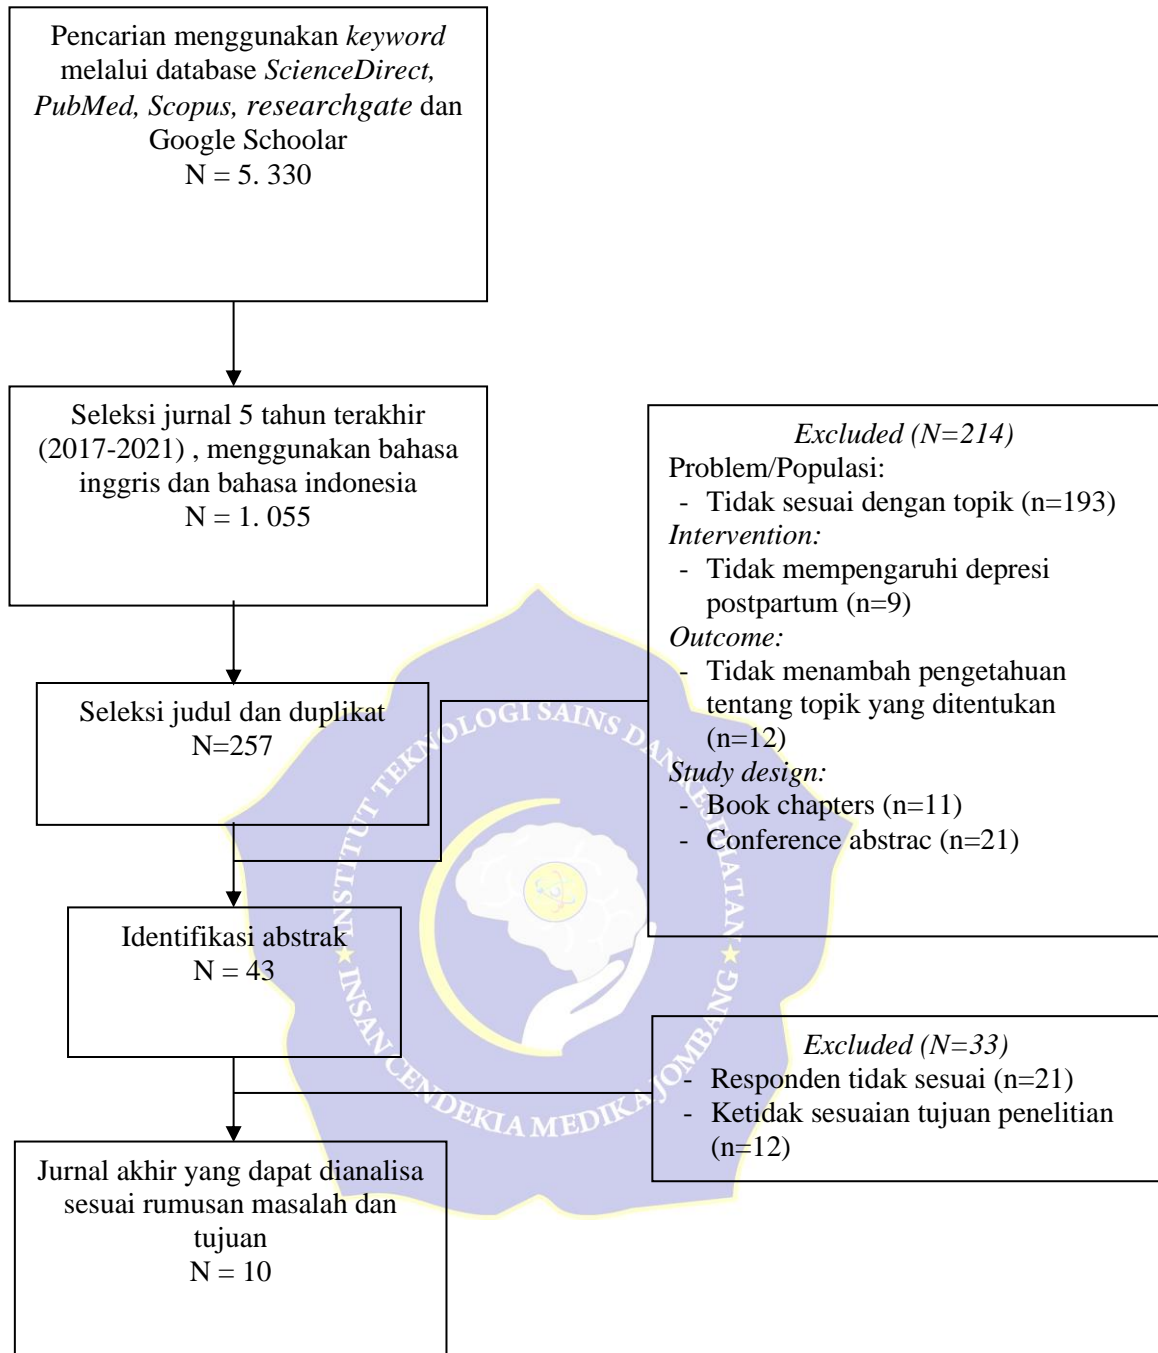 Pencarian menggunakan keyword
melalui database ScienceDirect,
PubMed, Scopus, researchgate dan
Google Schoolar
N = 5. 330
Seleksi jurnal 5 tahun terakhir
(2017-2021) , menggunakan bahasa
inggris dan bahasa indonesia
N = 1. 055
Excluded (N=214)
Problem/Populasi:
- Tidak sesuai dengan topik (n=193)
Intervention:
- Tidak mempengaruhi depresi
postpartum (n=9)
Outcome:
- Tidak menambah pengetahuan
tentang topik yang ditentukan
(n=12)
Study design:
- Book chapters (n=11)
- Conference abstrac (n=21)
Seleksi judul dan duplikat
N=257
Identifikasi abstrak
N = 43
Excluded (N=33)
- Responden tidak sesuai (n=21)
- Ketidak sesuaian tujuan penelitian
(n=12)
Jurnal akhir yang dapat dianalisa
sesuai rumusan masalah dan
tujuan
N = 10
INSTITUT TEKNOLOGI SAINS DAN KESEHATAN
INSAN CENDEKIA MEDIKA JOMBANG